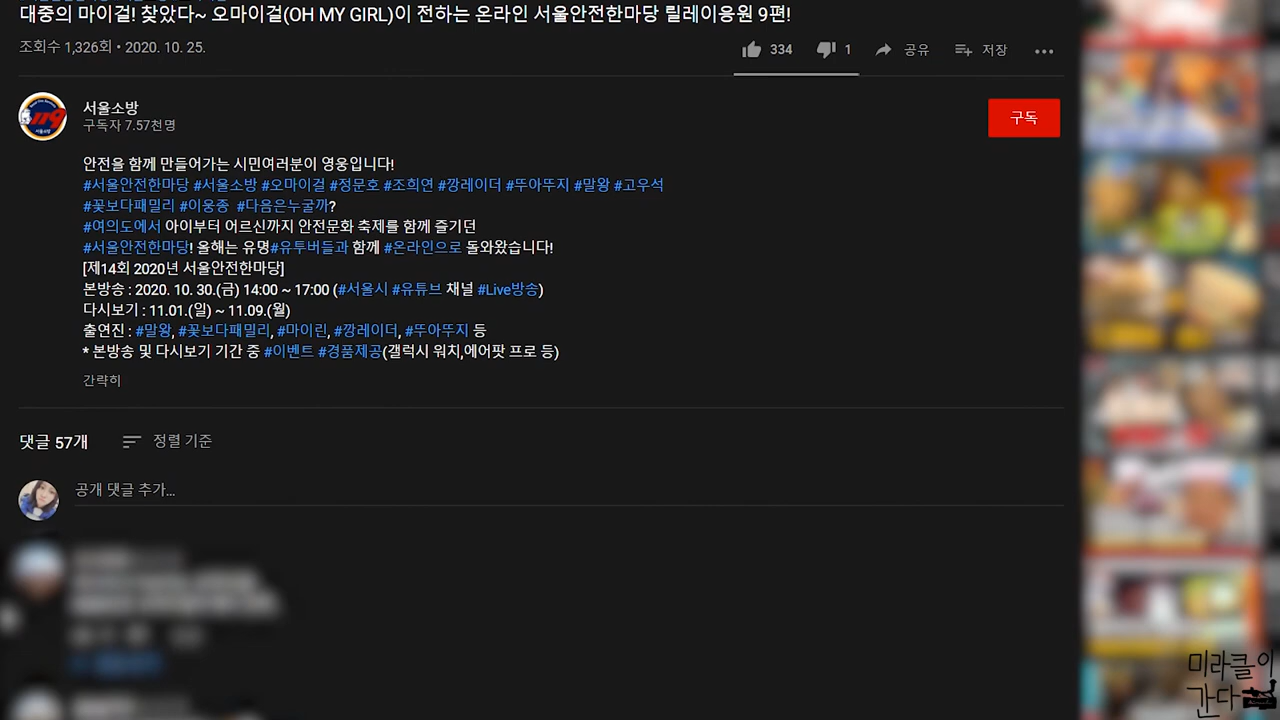 대중의 마이걸! 찾았다~ 오마이걸(OH MY GIRL)이 전하는 온라인 서울안전한마당 릴레이응원 9편!
조회수 1,326회 • 2020. 10. 25.
334
1
공유
저장
119
서울소방
서울소방
구독자 7.57천명
구독
안전을 함께 만들어가는 시민여러분이 영웅입니다!
#서울안전한마당 #서울소방 #오마이걸 #정문호 #조희연 #깡레이더 #뚜아뚜지 #말왕 #고우석
#꽃보다패밀리 #이웅종 #다음은누굴까?
#여의도에서 아이부터 어르신까지 안전문화 축제를 함께 즐기던
#서울안전한마당! 올해는 유명#유투버들과 함께 #온라인으로 돌와왔습니다!
[제14회 2020년 서울안전한마당]
본방송 : 2020. 10. 30.(금) 14:00 ~ 17:00 (#서울시 #유튜브 채널 #Live방송)
다시보기 : 11.01.(일) ~ 11.09.(월)
출연진 : #말왕, #꽃보다패밀리, #마이린, #깡레이더, #뚜아뚜지 등
* 본방송 및 다시보기 기간 중 #이벤트 #경품제공(갤럭시 워치,에어팟 프로 등)
간략히
댓글 57개
정렬 기준
공개 댓글 추가...
미라클이
간다